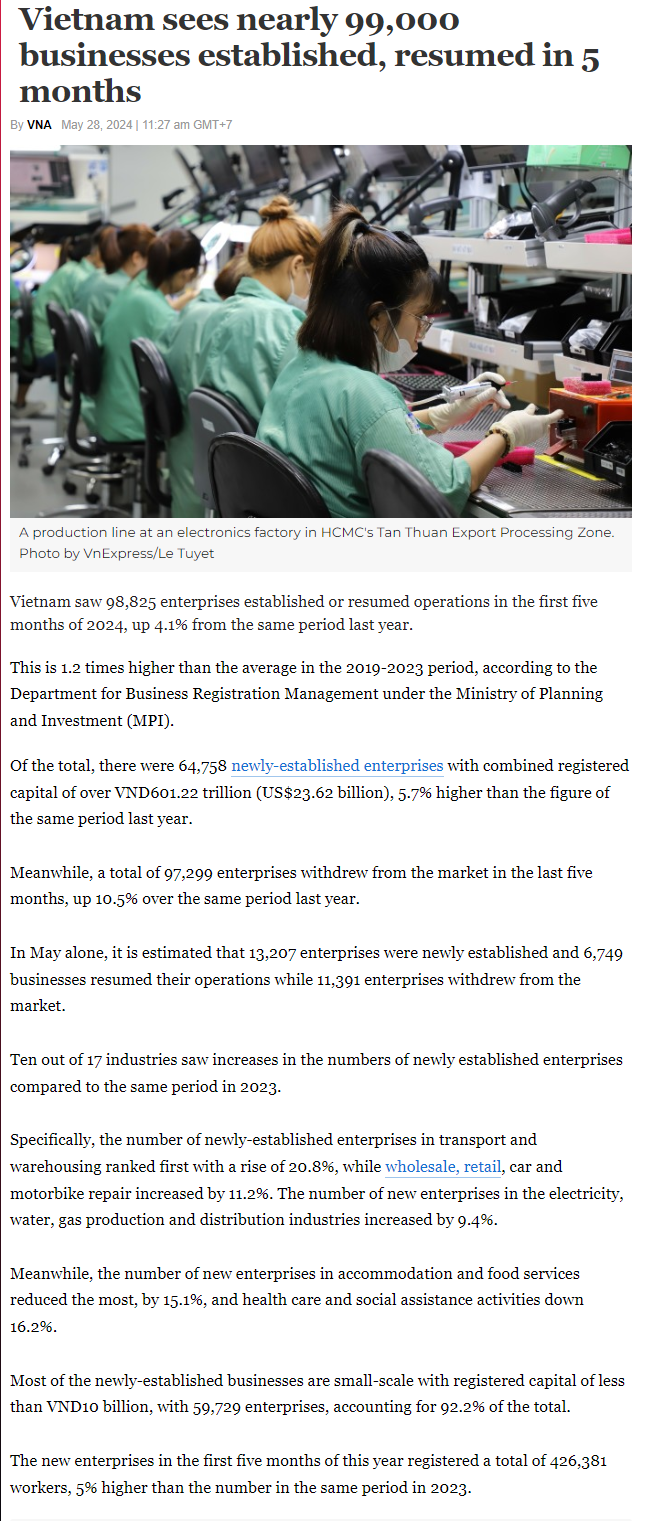 Vietnam sees nearly 99,000
businesses established, resumed in 5
months
By VNA May 28, 2024 | 11:27 am GMT+7
A production line at an electronics factory in HCMC's Tan Thuan Export Processing Zone.
Photo by VnExpress/Le Tuyet
Vietnam saw 98,825 enterprises established or resumed operations in the first five
months of 2024, up 4.1% from the same period last year.
This is 1.2 times higher than the average in the 2019-2023 period, according to the
Department for Business Registration Management under the Ministry of Planning
and Investment (MPI).
Of the total, there were 64,758 newly-established enterprises with combined registered
capital of over VND601.22 trillion (US$23.62 billion), 5.7% higher than the figure of
the same period last year.
Meanwhile, a total of 97,299 enterprises withdrew from the market in the last five
months, up 10.5% over the same period last year.
In May alone, it is estimated that 13,207 enterprises were newly established and 6,749
businesses resumed their operations while 11,391 enterprises withdrew from the
market.
Ten out of 17 industries saw increases in the numbers of newly established enterprises
compared to the same period in 2023.
Specifically, the number of newly-established enterprises in transport and
warehousing ranked first with a rise of 20.8%, while wholesale, retail, car and
motorbike repair increased by 11.2%. The number of new enterprises in the electricity,
water, gas production and distribution industries increased by 9.4%.
Meanwhile, the number of new enterprises in accommodation and food services
reduced the most, by 15.1%, and health care and social assistance activities down
16.2%.
Most of the newly-established businesses are small-scale with registered capital of less
than VND10 billion, with 59,729 enterprises, accounting for 92.2% of the total.
The new enterprises in the first five months of this year registered a total of 426,381
workers, 5% higher than the number in the same period in 2023.